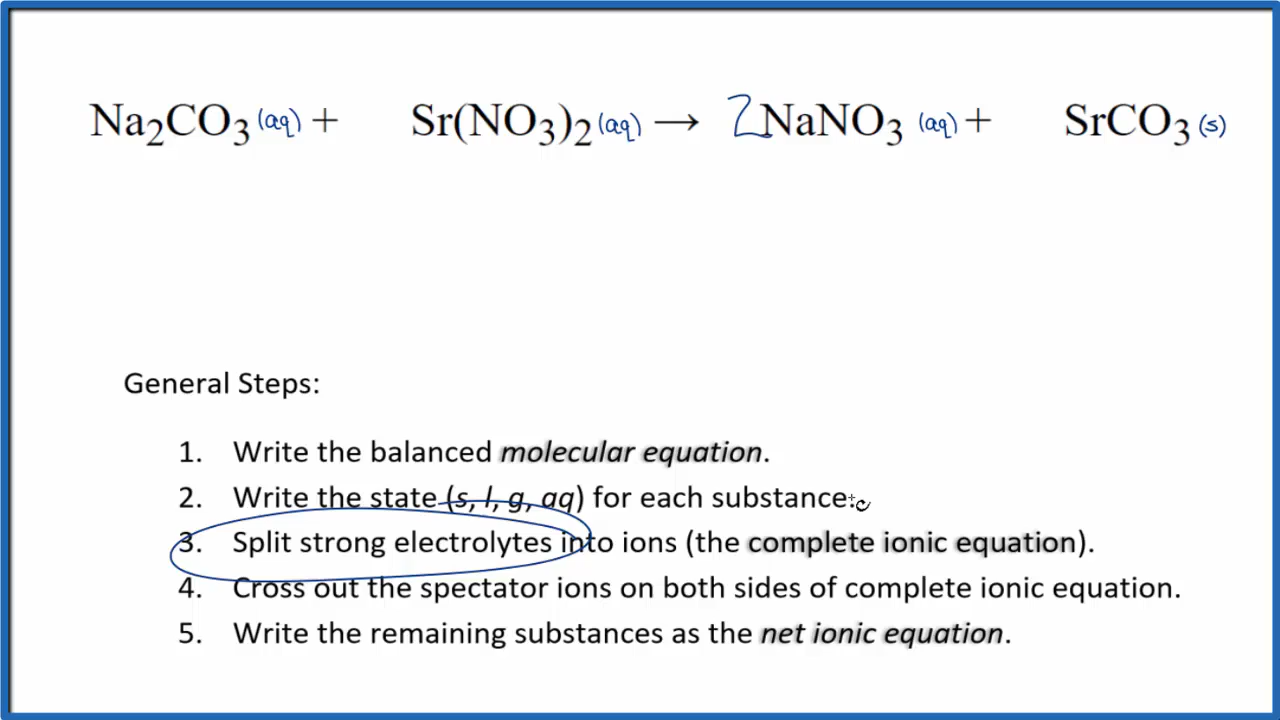 Na₂CO₃ (aq) + Sr(NO₃)₂ (aq) → 2NaNO₃ (aq) + SrCO₃ (s)
General Steps:
1. Write the balanced molecular equation.
2. Write the state (s, l, g, aq) for each substance.
3. Split strong electrolytes into ions (the complete ionic equation).
4. Cross out the spectator ions on both sides of complete ionic equation.
5. Write the remaining substances as the net ionic equation.